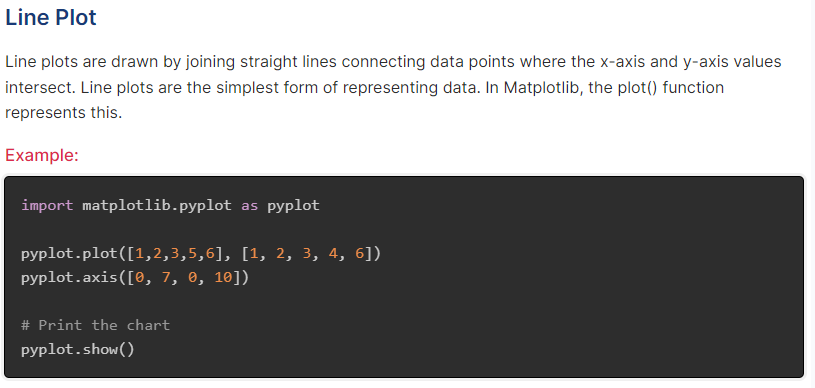 Line Plot
Line plots are drawn by joining straight lines connecting data points where the x-axis and y-axis values
intersect. Line plots are the simplest form of representing data. In Matplotlib, the plot() function
represents this.
Example:
import matplotlib.pyplot as pyplot
pyplot.plot([1,2,3,5,6], [1, 2, 3, 4, 6])
pyplot.axis([0, 7, 0, 10])
# Print the chart
pyplot.show()